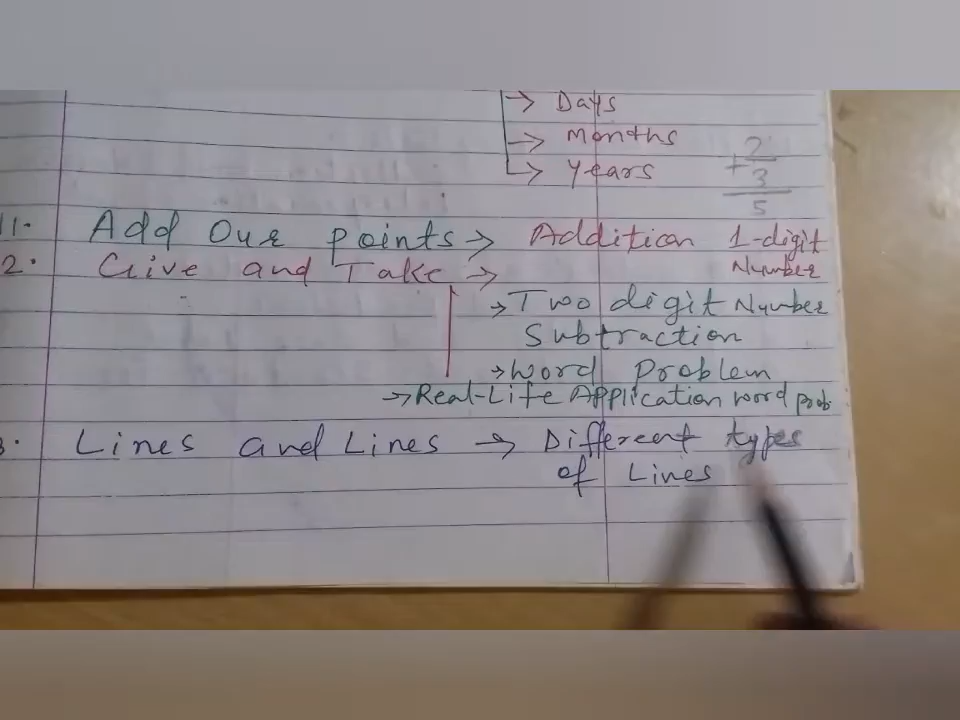 → Days
→ Months
→ Years
2
+ 3
5
11. Add Our points → Addition 1-digit Number
2. Give and Take →
→ Two digit Number
Subtraction
→ Word Problem
→ Real-Life Application word prob.
3. Lines and Lines → Different types
of Lines